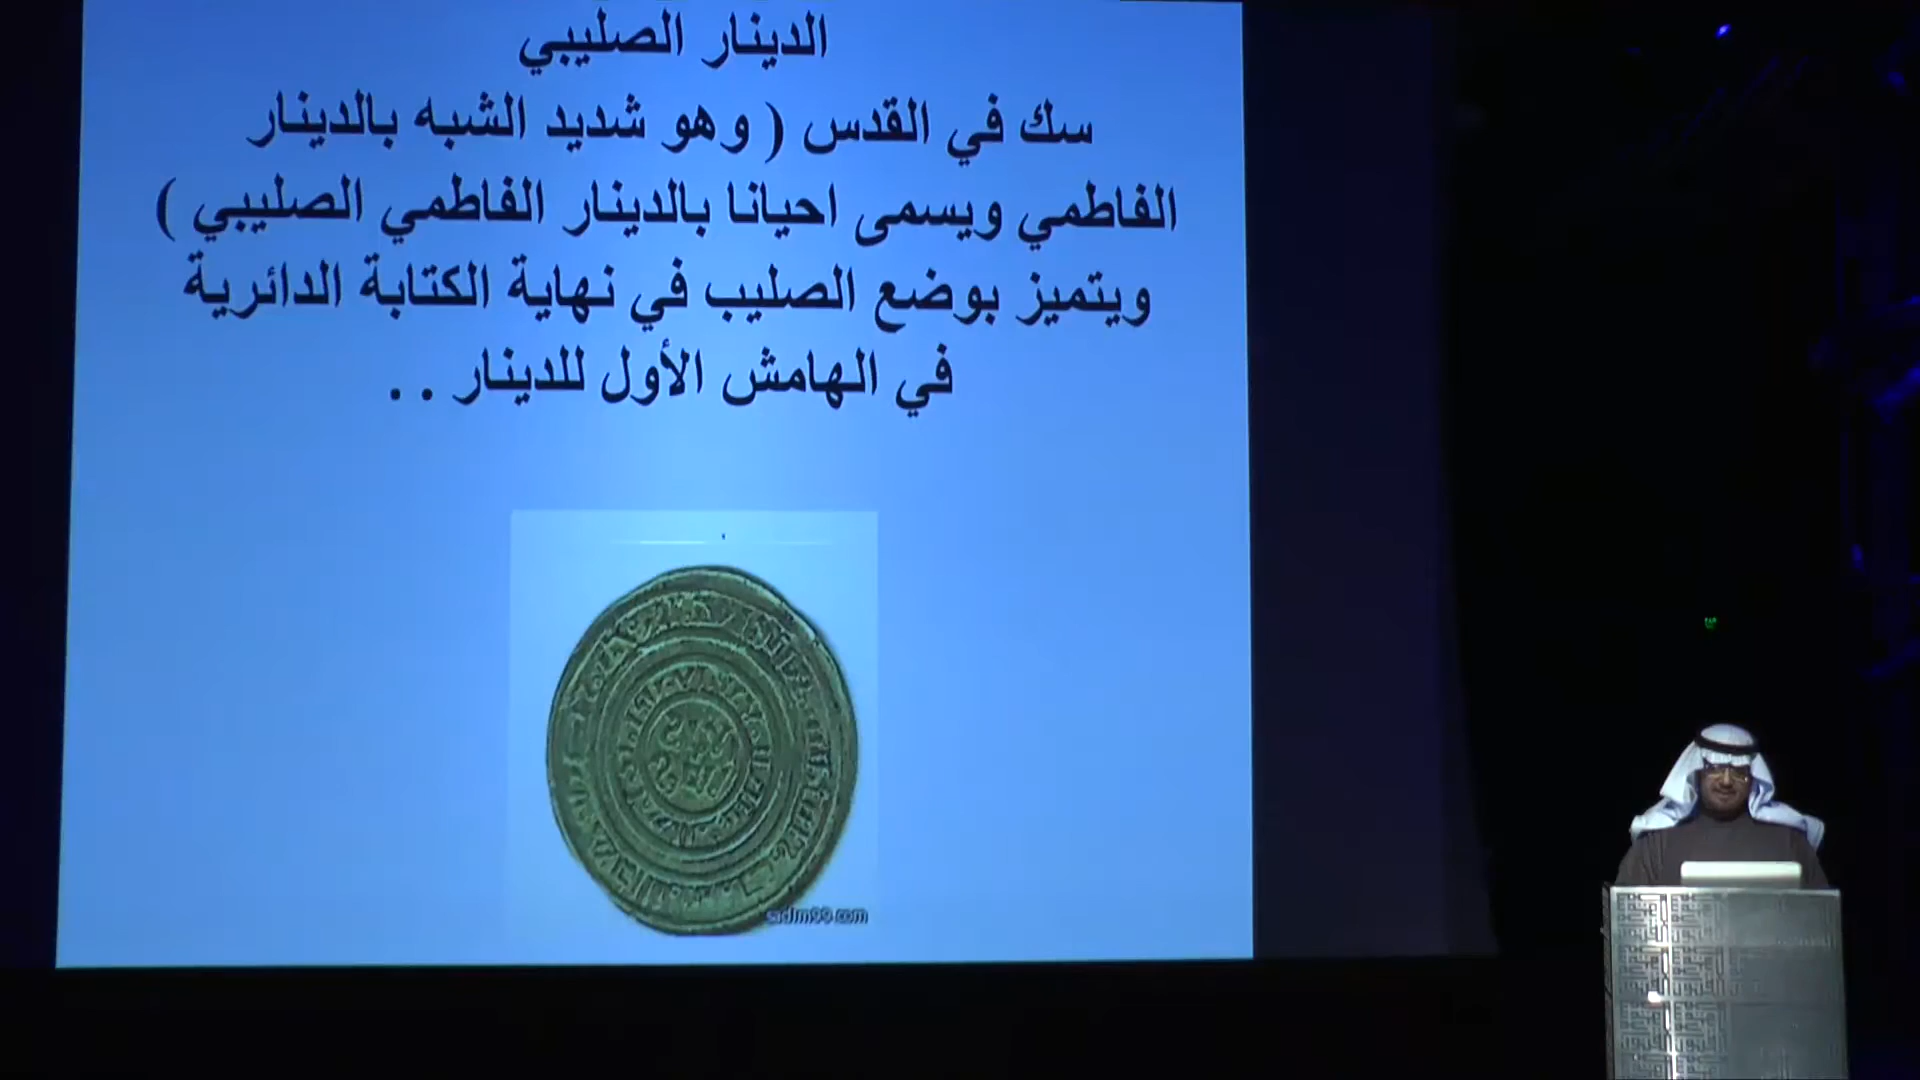 الدينار الصليبي
سك في القدس ( وهو شديد الشبه بالدينار
الفاطمي ويسمى احيانا بالدينار الفاطمي الصليبي )
ويتميز بوضع الصليب في نهاية الكتابة الدائرية
في الهامش الأول للدينار . .